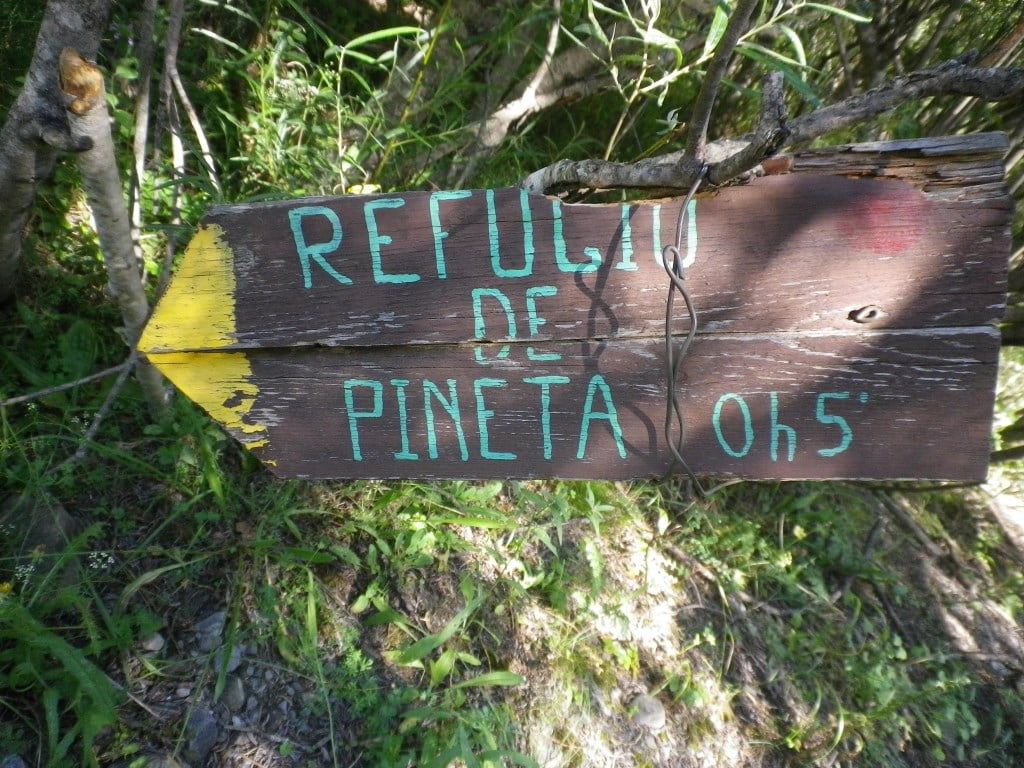 REFUGIO
DE
PINETA 0h5'